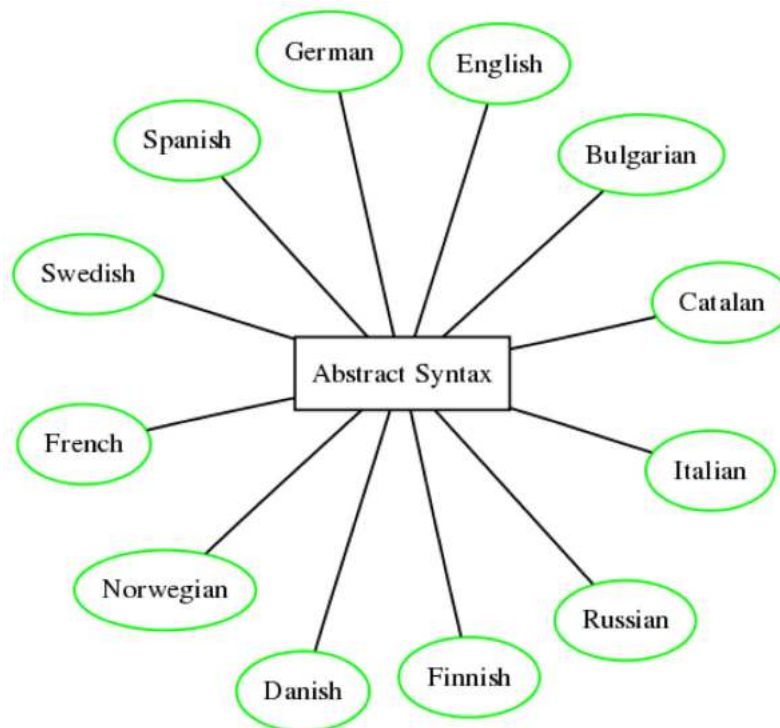 German
English
Spanish
Bulgarian
Swedish
Catalan
Abstract Syntax
French
Italian
Norwegian
Russian
Danish
Finnish